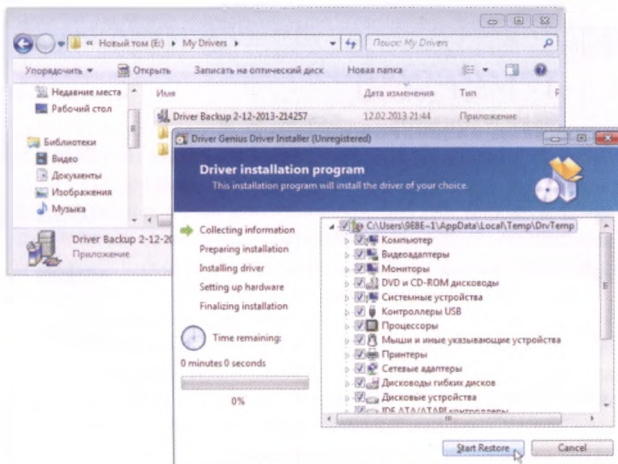 « Новый том (E:) ▸ My Drivers ▸
Поиск: My Drivers
Упорядочить ▾ Открыть Записать на оптический диск Новая папка
Недавние места
Рабочий стол
Библиотеки
Видео
Документы
Изображения
Музыка
Имя Дата изменения Тип
Driver Backup 2-12-2013-214257 12.02.2013 21:44 Приложение
Driver Backup 2-12-20
Приложение
Driver Genius Driver Installer (Unregistered)
Driver installation program
This installation program will install the driver of your choice.
Collecting information
Preparing installation
Installing driver
Setting up hardware
Finalizing installation
Time remaining:
0 minutes 0 seconds
0%
C:\Users\9EBE~1\AppData\Local\Temp\DrvTemp
Компьютер
Видеоадаптеры
Мониторы
DVD и CD-ROM дисководы
Системные устройства
Контроллеры USB
Процессоры
Мыши и иные указывающие устройства
Принтеры
Сетевые адаптеры
Дисководы гибких дисков
Дисковые устройства
IDE ATA/ATAPI контроллеры
Start Restore Cancel